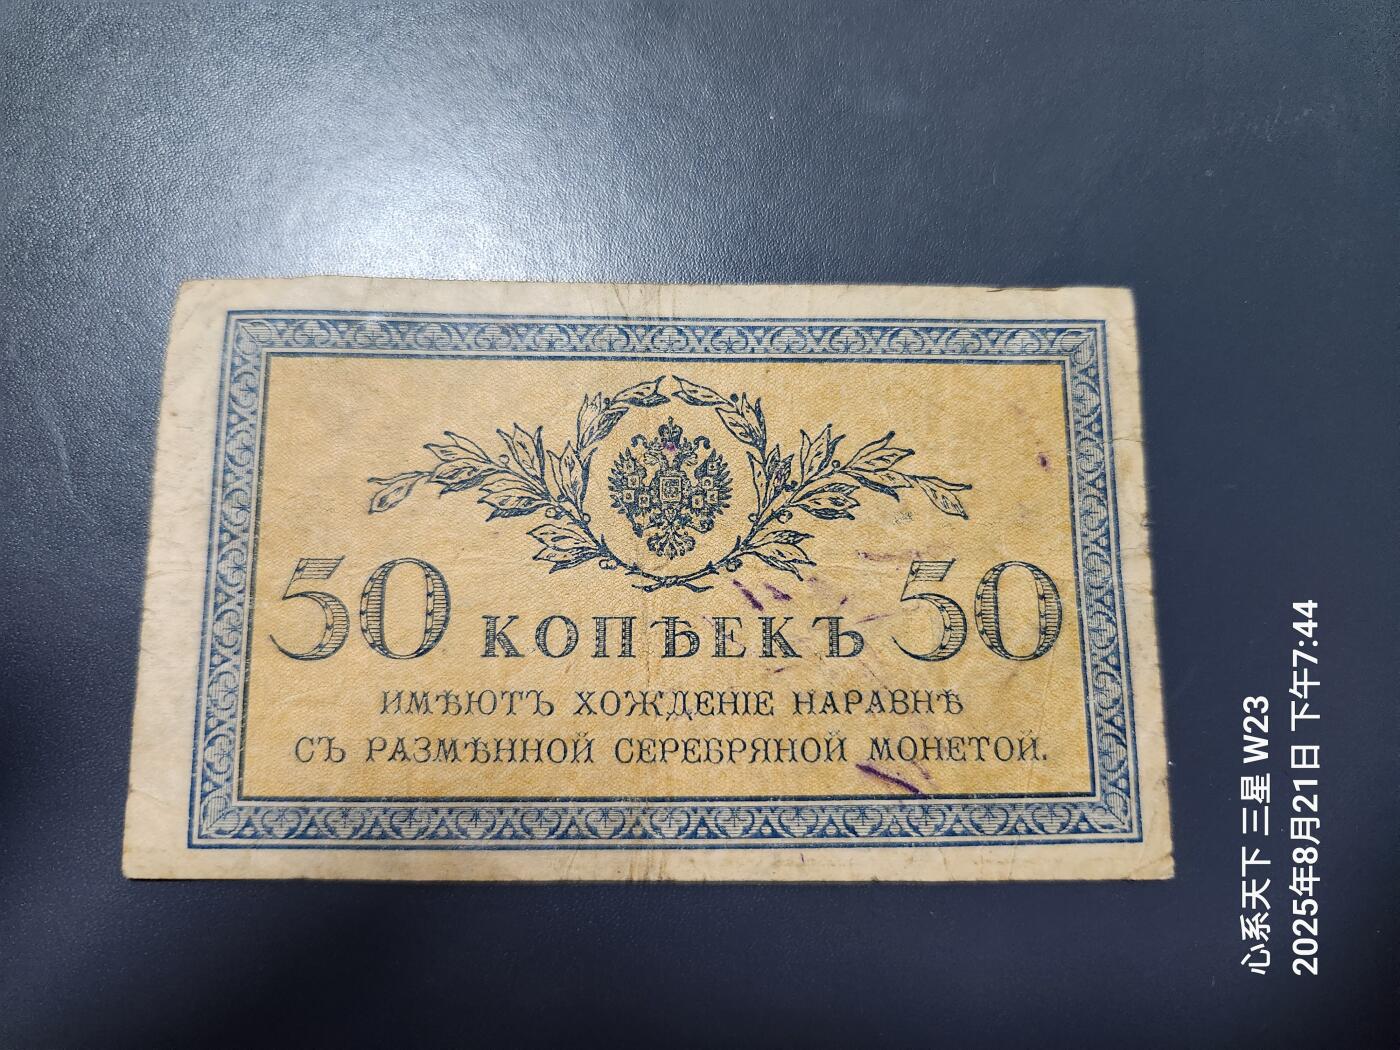 50 КОПѢЕКЪ 50
ИМѢЮТЪ ХОЖДЕНІЕ НАРАВНѢ
СЪ РАЗМѢННОЙ СЕРЕБРЯНОЙ МОНЕТОЙ.
心系天下 三星 W23
2025年8月21日 下午7:44